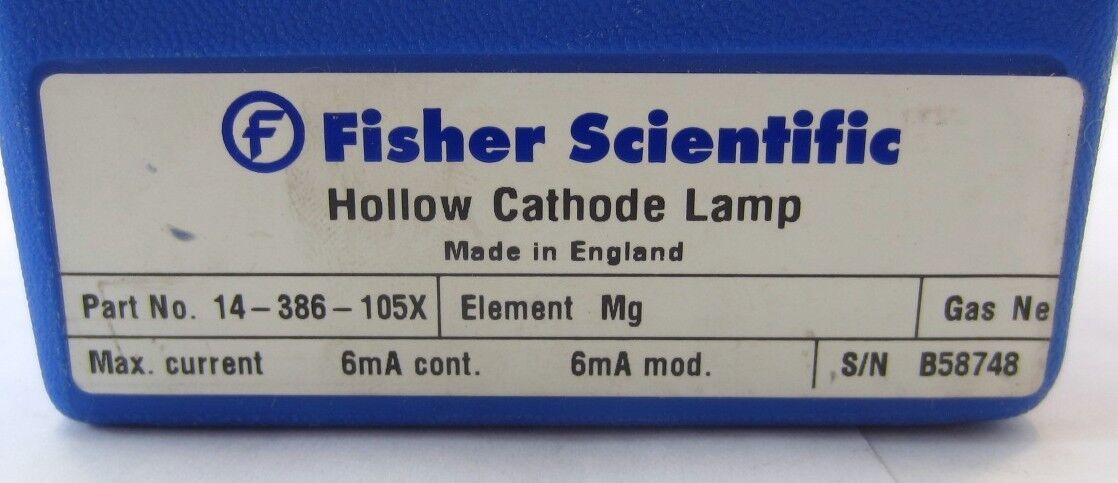 F Fisher Scientific
Hollow Cathode Lamp
Made in England
Part No. 14-386-105X Element Mg Gas Ne
Max. current 6mA cont. 6mA mod. S/N B58748